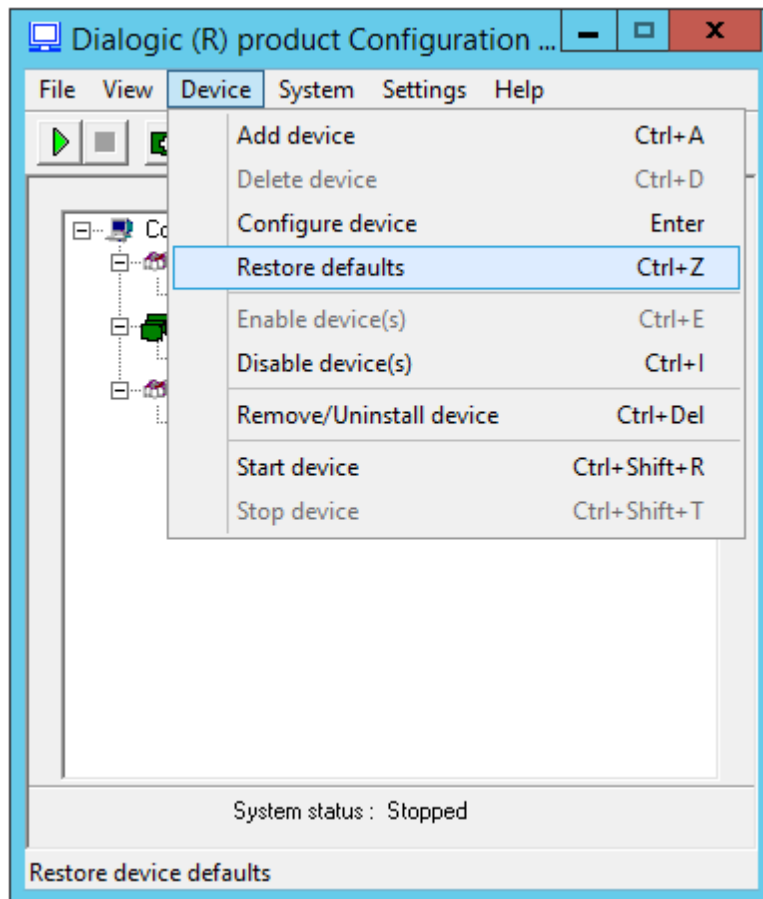 Dialogic (R) product Configuration ...
File View Device System Settings Help
Add device Ctrl+A
Delete device Ctrl+D
Co
Configure device Enter
Restore defaults Ctrl+Z
Enable device(s) Ctrl+E
Disable device(s) Ctrl+I
Remove/Uninstall device Ctrl+Del
Start device Ctrl+Shift+R
Stop device Ctrl+Shift+T
System status : Stopped
Restore device defaults